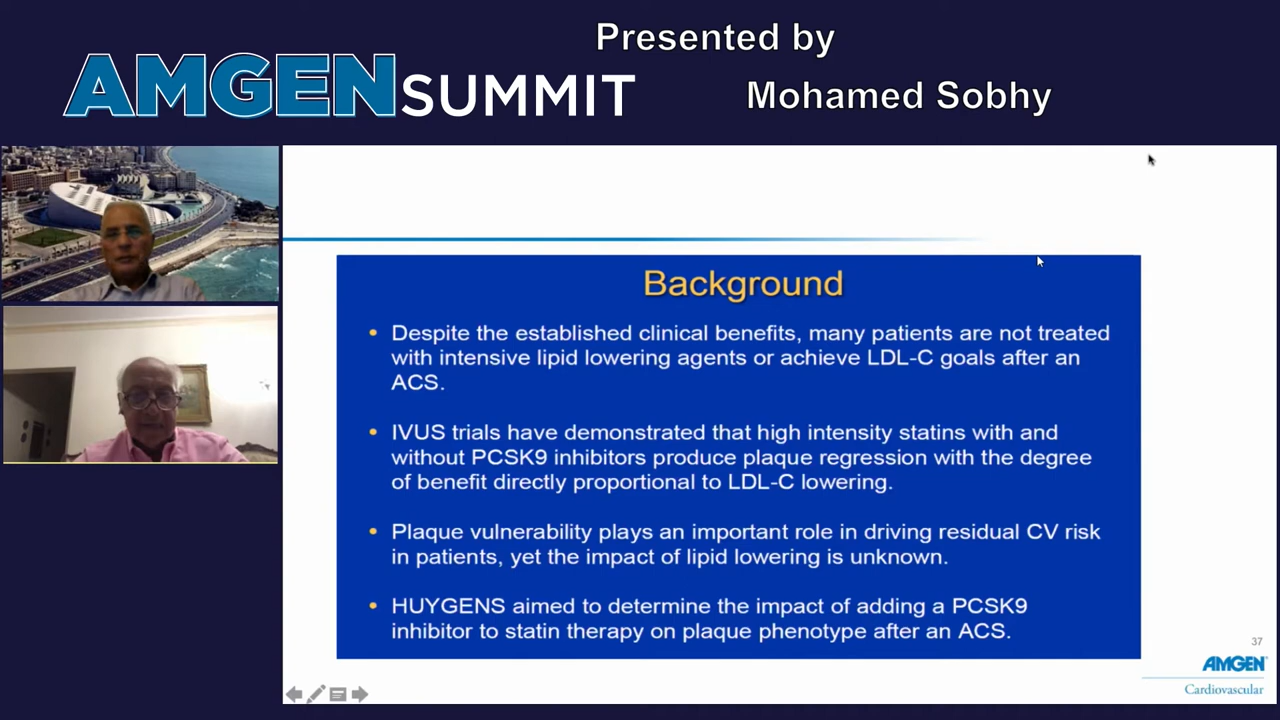 Presented by
AMGEN SUMMIT
Mohamed Sobhy
Background
• Despite the established clinical benefits, many patients are not treated
with intensive lipid lowering agents or achieve LDL-C goals after an
ACS.
• IVUS trials have demonstrated that high intensity statins with and
without PCSK9 inhibitors produce plaque regression with the degree
of benefit directly proportional to LDL-C lowering.
• Plaque vulnerability plays an important role in driving residual CV risk
in patients, yet the impact of lipid lowering is unknown.
• HUYGENS aimed to determine the impact of adding a PCSK9
inhibitor to statin therapy on plaque phenotype after an ACS.
37
AMGEN®
Cardiovascular